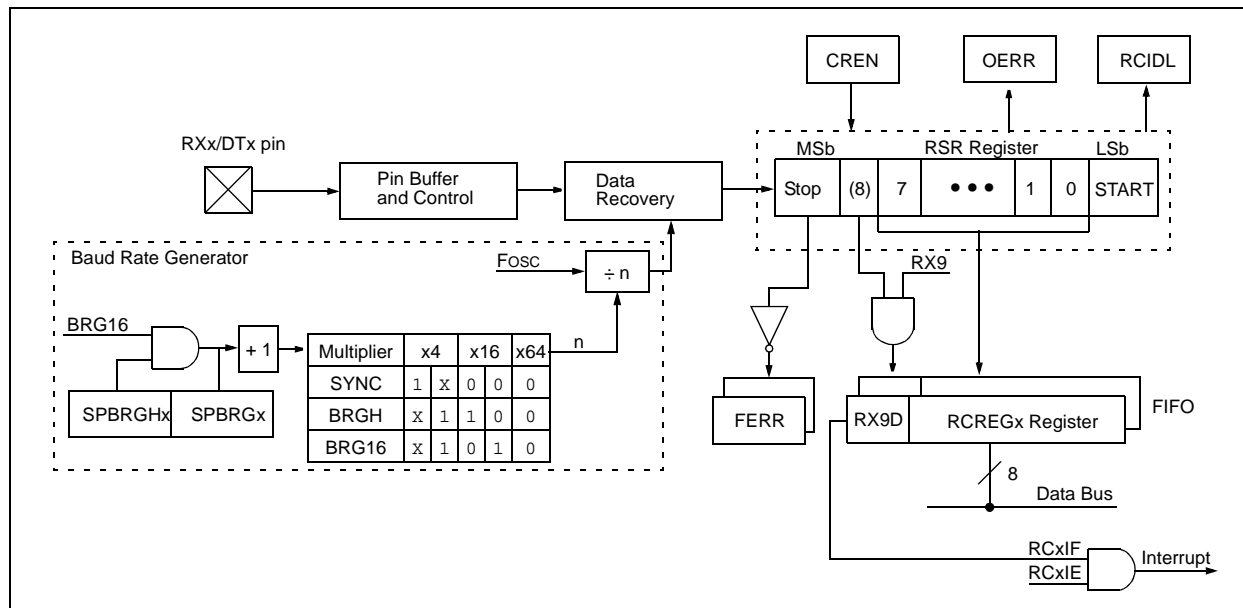 CREN
OERR
RCIDL
RXx/DTx pin
MSb
RSR Register
LSb
Pin Buffer
and Control
Data
Recovery
Stop (8) 7 ••• 1 0 START
Baud Rate Generator
FOSC
÷ n
RX9
BRG16
+ 1
n
SPBRGHx SPBRGx
Multiplier x4 x16 x64
SYNC 1 X 0 0 0
BRGH X 1 1 0 0
BRG16 X 1 0 1 0
FERR
RX9D
RCREGx Register
FIFO
8
Data Bus
RCxIF
RCxIE
Interrupt